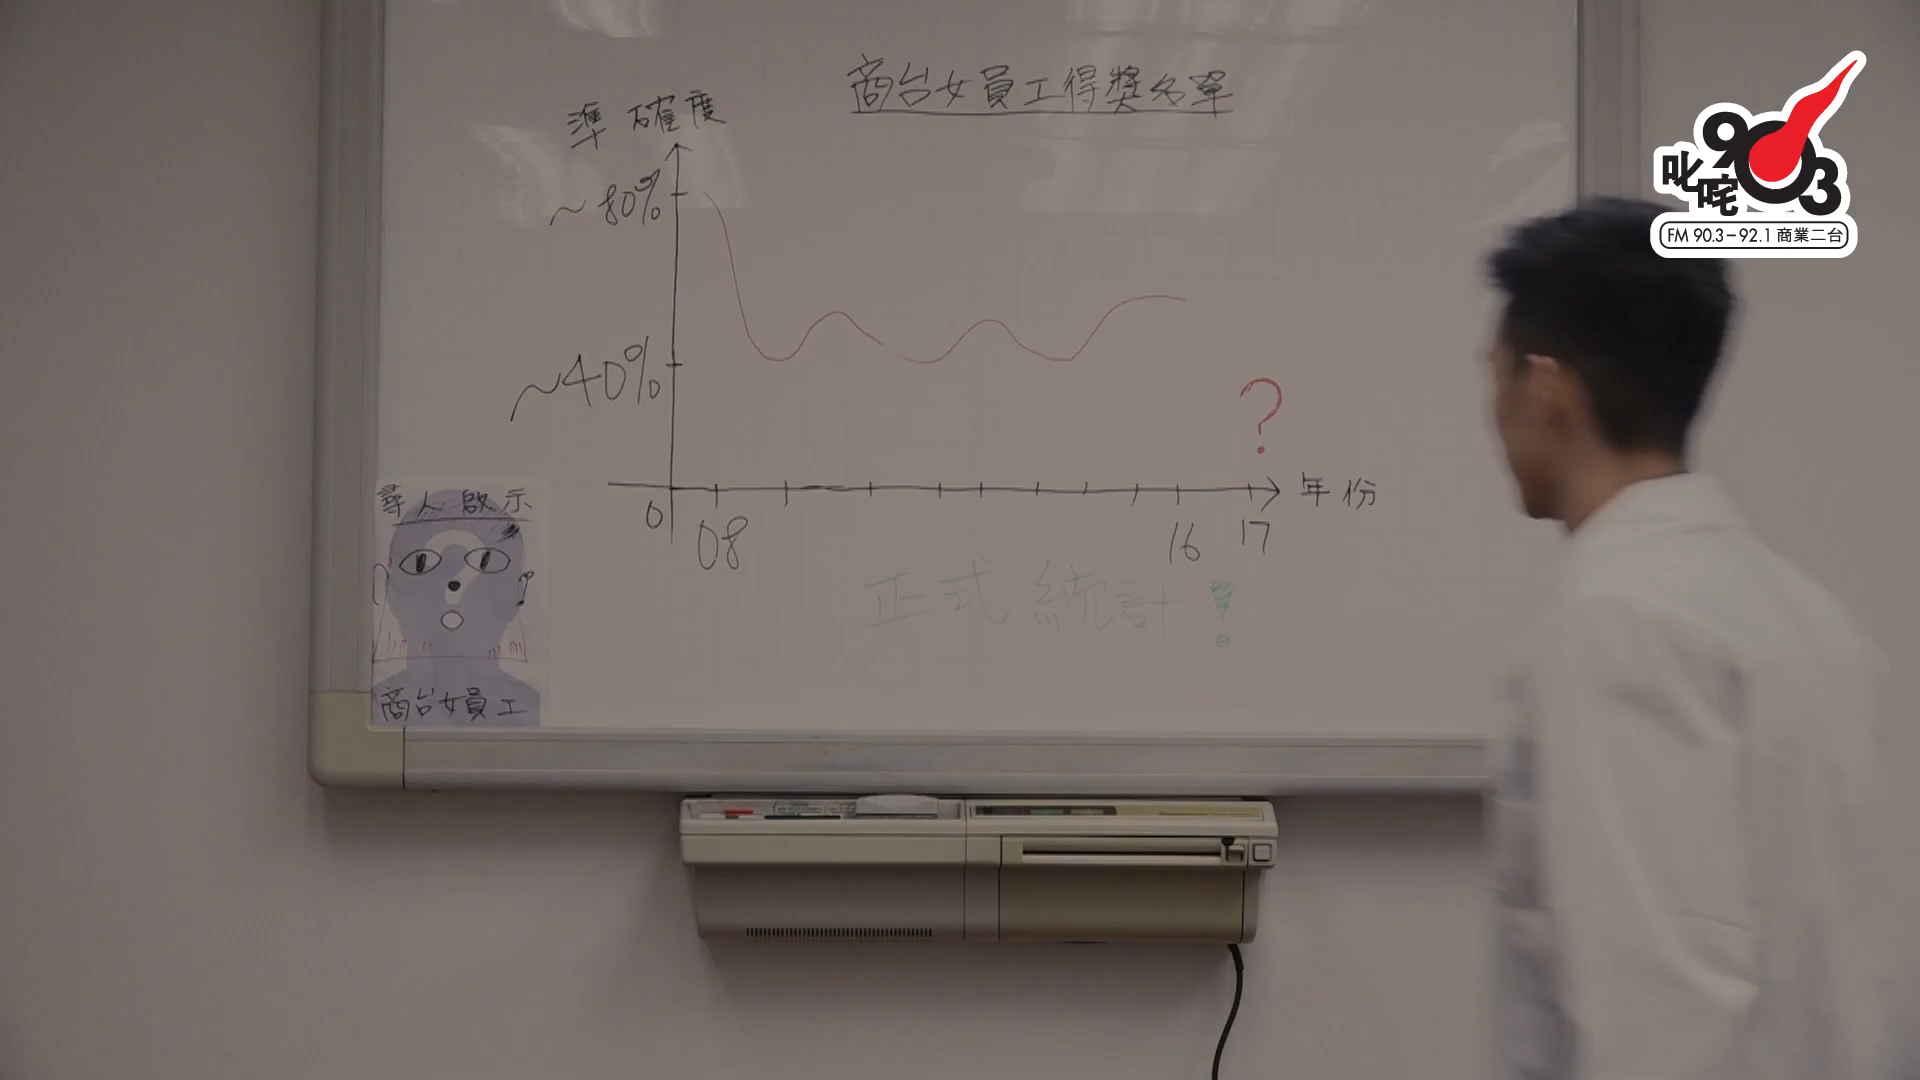 商台女員工得獎名單
準確度
~80%
~40%
?
年份
0
08
16
17
正式統計!
尋人啟示
商台女員工
叱咤903
FM 90.3-92.1 商業二台